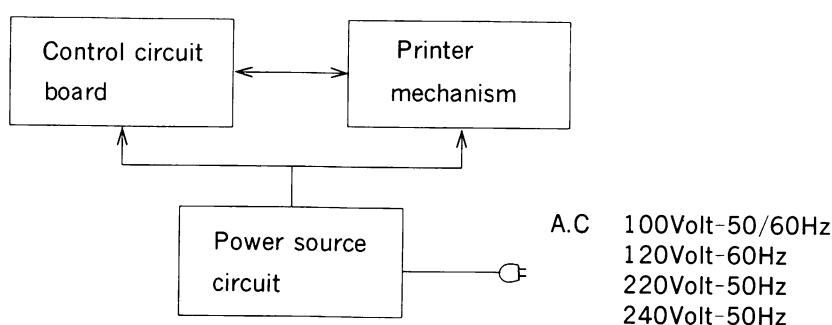 Control circuit
board
Printer
mechanism
Power source
circuit
A.C 100Volt-50/60Hz
120Volt-60Hz
220Volt-50Hz
240Volt-50Hz